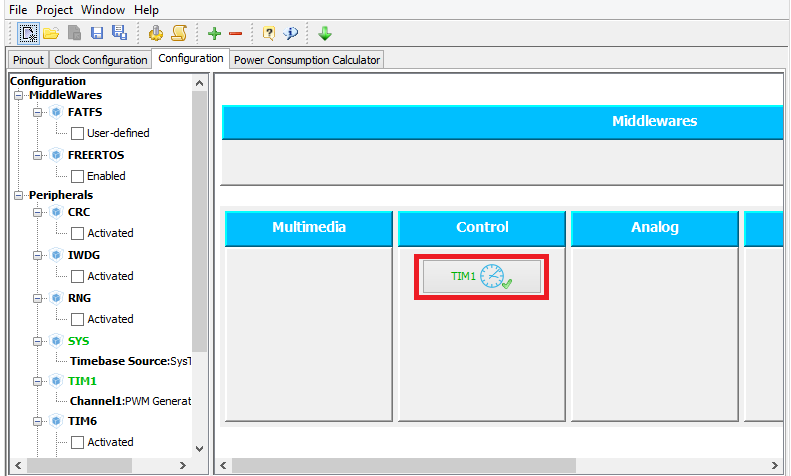 File Project Window Help
Pinout Clock Configuration Configuration Power Consumption Calculator
Configuration
MiddleWares
FATFS
User-defined
FREERTOS
Enabled
Peripherals
CRC
Activated
IWDG
Activated
RNG
Activated
SYS
Timebase Source:SysT
TIM1
Channel1:PWM Generat
TIM6
Activated
Middlewares
Multimedia Control Analog
TIM1